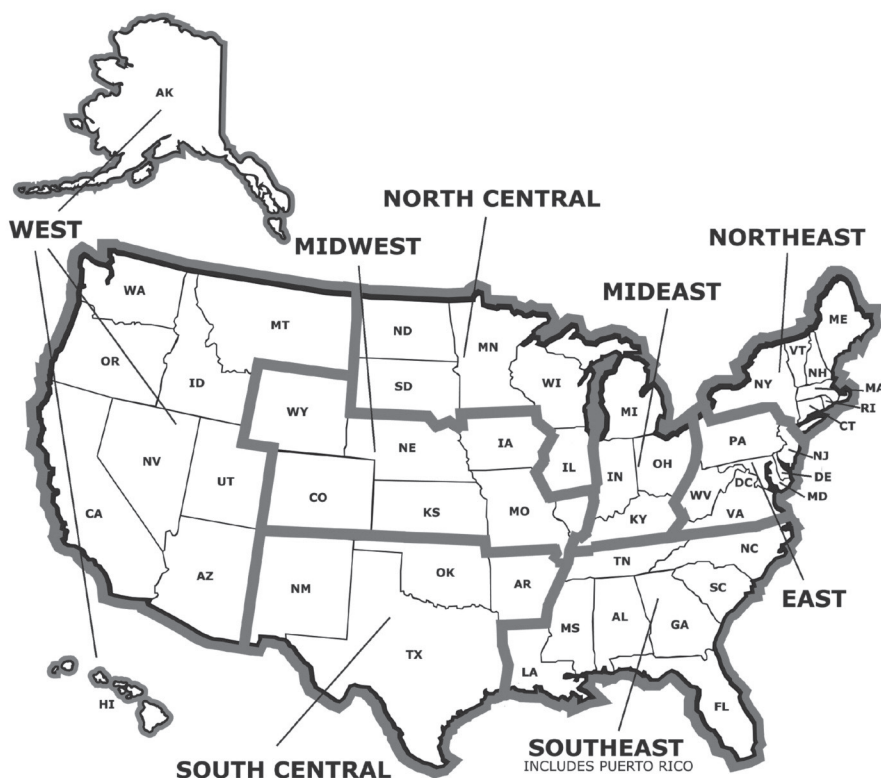 AK
NORTH CENTRAL
WEST
MIDWEST
NORTHEAST
MIDEAST
WA
MT
ND
MN
ME
VT
NH
OR
ID
SD
WI
MI
NY
MA
RI
CT
WY
NE
IA
PA
NJ
NV
UT
CO
KS
IL
IN
OH
DE
DC
MD
WV
VA
CA
MO
KY
AZ
NM
OK
AR
TN
NC
SC
EAST
TX
MS
AL
GA
LA
HI
FL
SOUTH CENTRAL
SOUTHEAST
INCLUDES PUERTO RICO